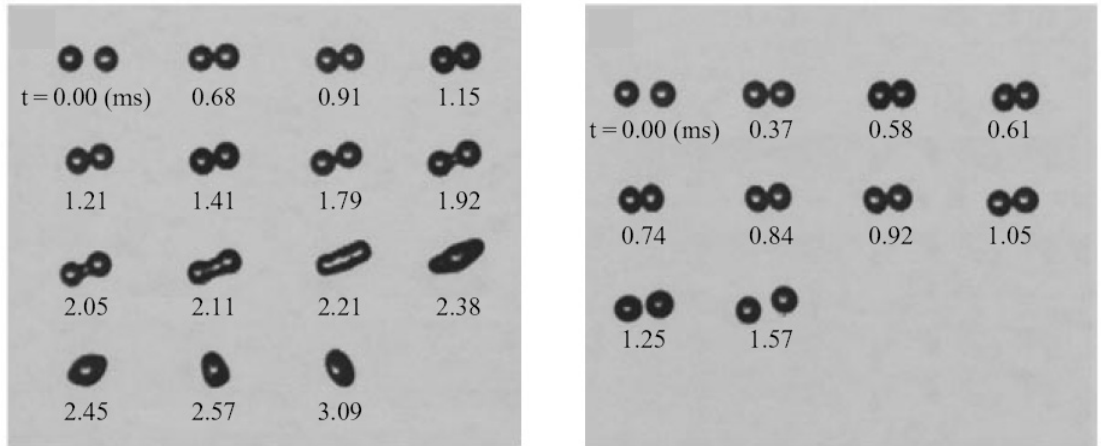 t = 0.00 (ms) 0.68 0.91 1.15
1.21 1.41 1.79 1.92
2.05 2.11 2.21 2.38
2.45 2.57 3.09
t = 0.00 (ms) 0.37 0.58 0.61
0.74 0.84 0.92 1.05
1.25 1.57